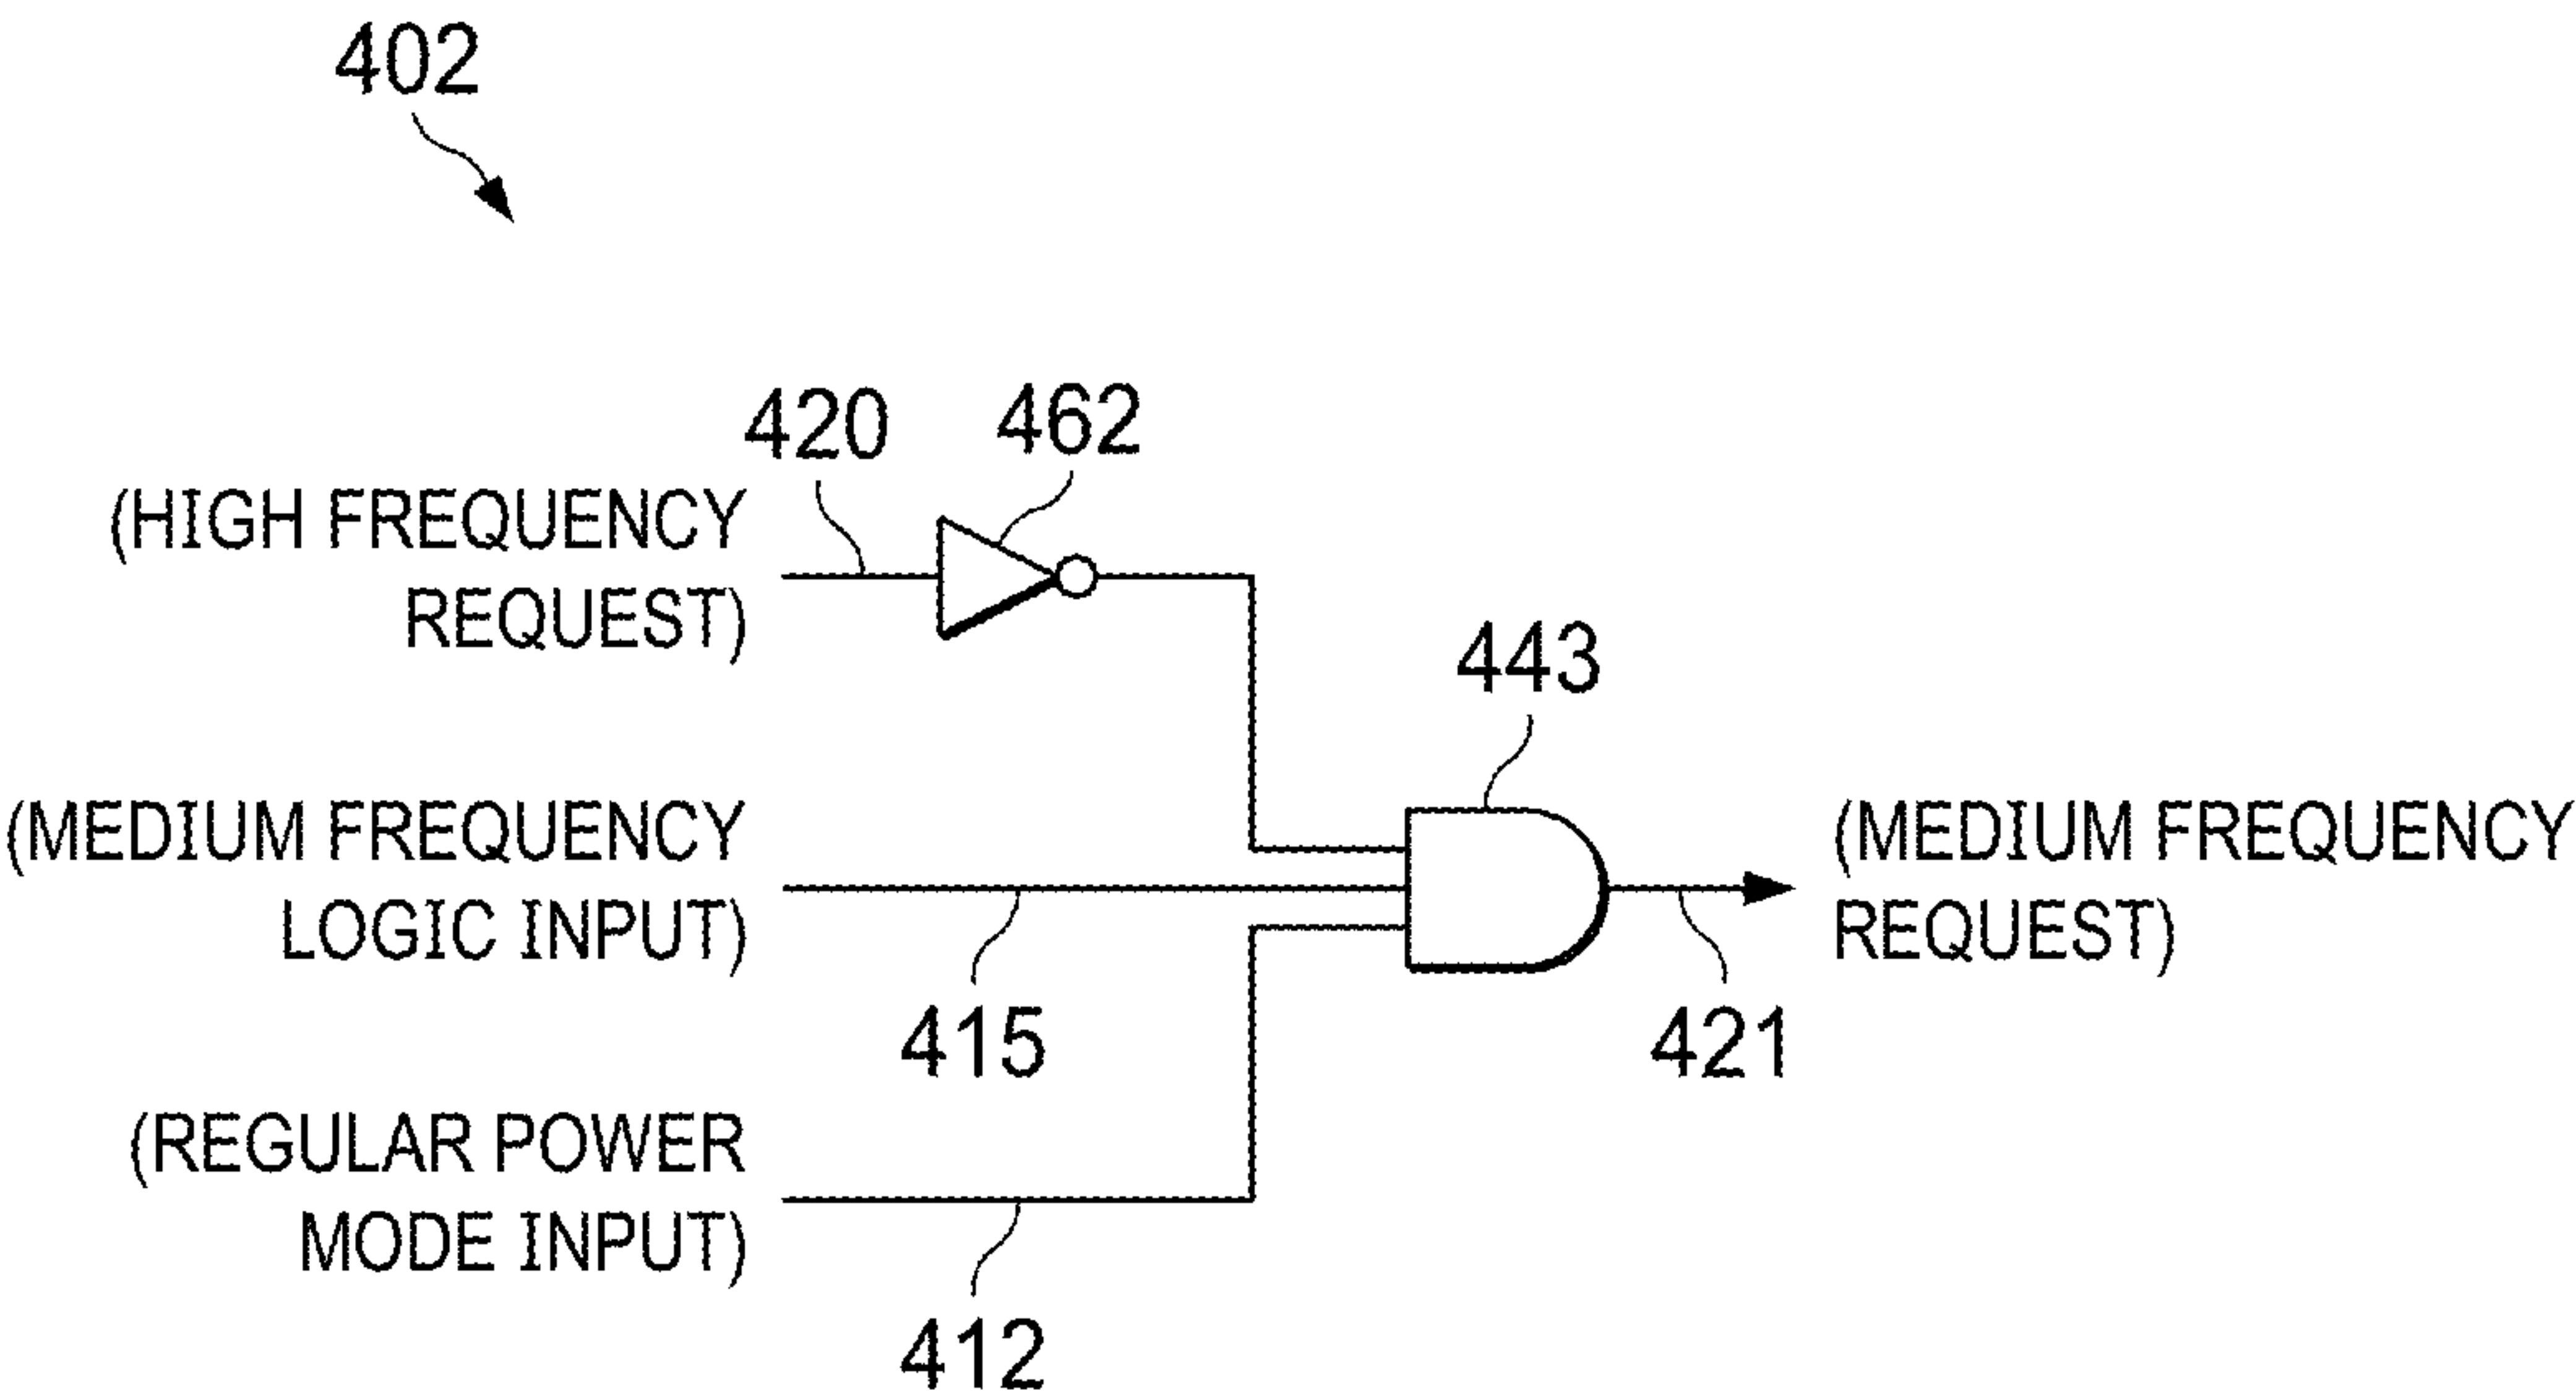 402
420
462
(HIGH FREQUENCY
REQUEST)
443
(MEDIUM FREQUENCY
LOGIC INPUT)
(MEDIUM FREQUENCY
REQUEST)
415
421
(REGULAR POWER
MODE INPUT)
412